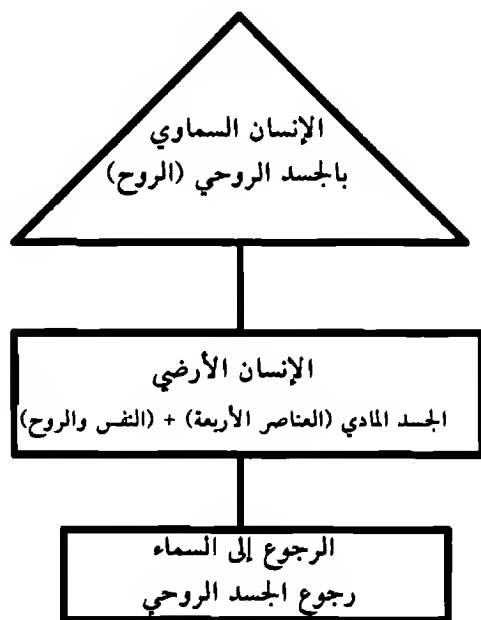 الإنسان السماوي
بالجسد الروحي (الروح)
الإنسان الأرضي
الجسد المادي (العناصر الأربعة) + (النفس والروح)
الرجوع إلى السماء
رجوع الجسد الروحي